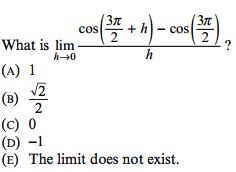 What is lim h→0 (cos(3π/2 + h) − cos(3π/2))/h ?
(A) 1
(B) √2/2
(C) 0
(D) −1
(E) The limit does not exist.